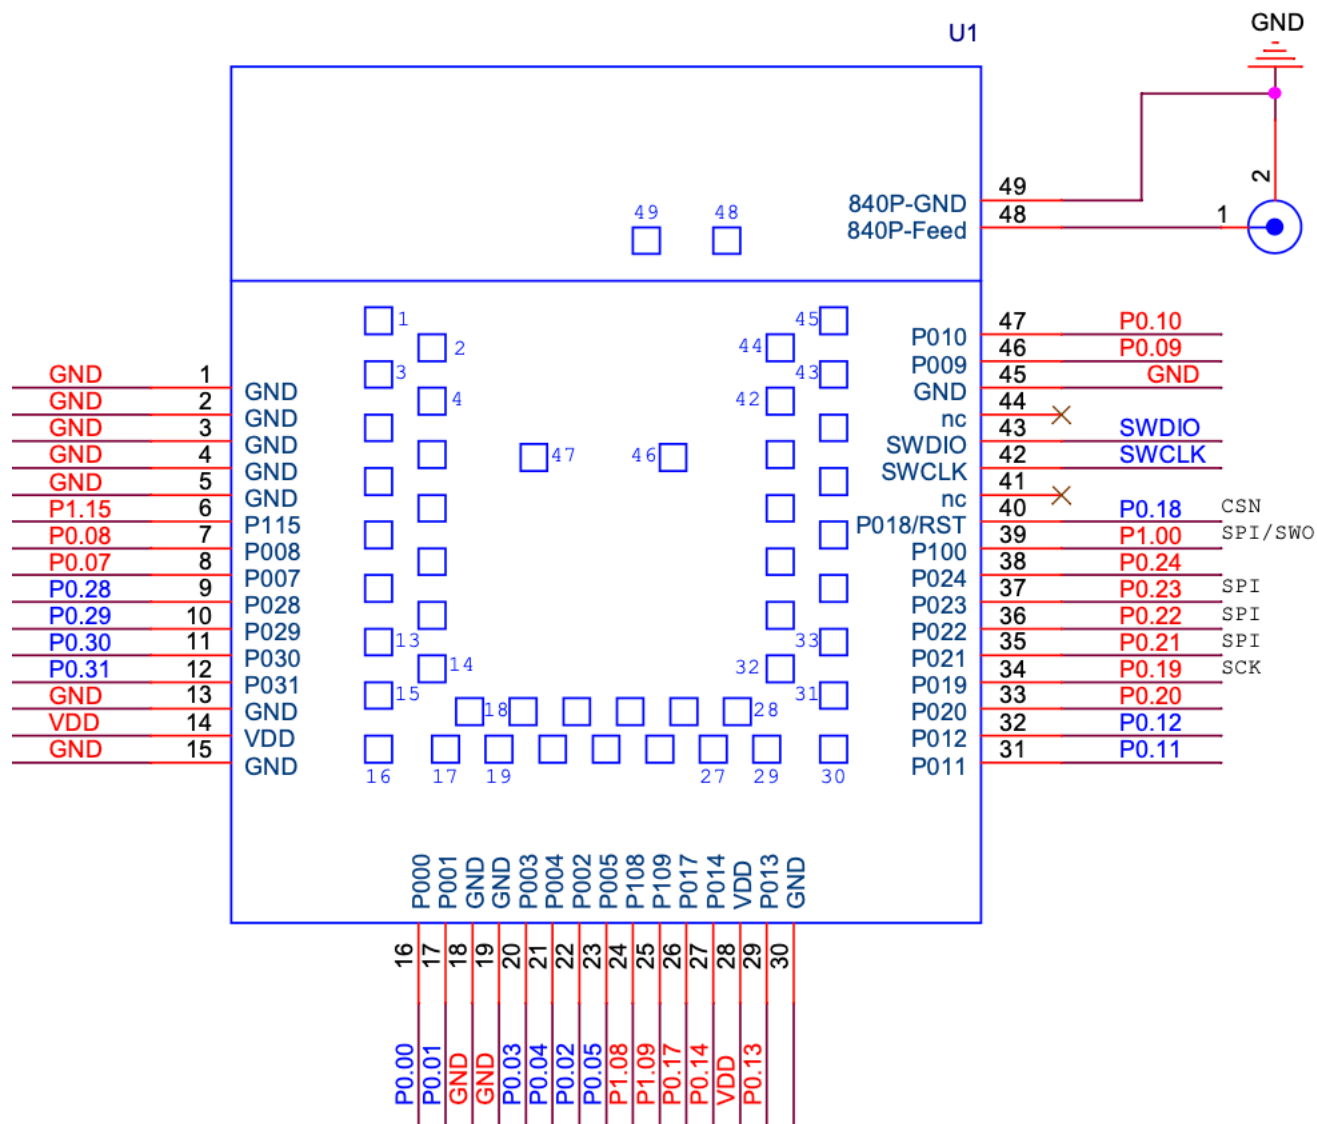 U1
GND
2
1
49
840P-GND
48
840P-Feed
49
48
1
2
3
4
13
14
15
16
17
18
19
27
28
29
30
31
32
33
42
43
44
45
46
47
GND 1 GND
GND 2 GND
GND 3 GND
GND 4 GND
GND 5 GND
P1.15 6 P115
P0.08 7 P008
P0.07 8 P007
P0.28 9 P028
P0.29 10 P029
P0.30 11 P030
P0.31 12 P031
GND 13 GND
VDD 14 VDD
GND 15 GND
P010 47 P0.10
P009 46 P0.09
GND 45 GND
nc 44
SWDIO 43 SWDIO
SWCLK 42 SWCLK
nc 41
P018/RST 40 P0.18 CSN
P100 39 P1.00 SPI/SWO
P024 38 P0.24
P023 37 P0.23 SPI
P022 36 P0.22 SPI
P021 35 P0.21 SPI
P019 34 P0.19 SCK
P020 33 P0.20
P012 32 P0.12
P011 31 P0.11
P000 16 P0.00
P001 17 P0.01
GND 18 GND
GND 19 GND
P003 20 P0.03
P004 21 P0.04
P002 22 P0.02
P005 23 P0.05
P108 24 P1.08
P109 25 P1.09
P017 26 P0.17
P014 27 P0.14
VDD 28 VDD
P013 29 P0.13
GND 30